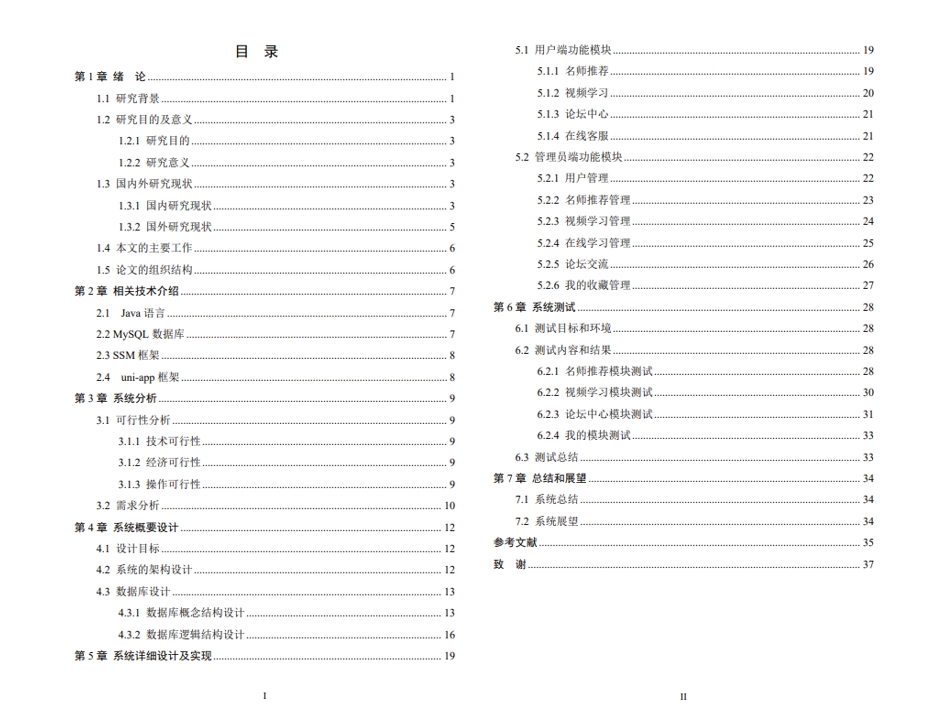 目 录
第 1 章 绪 论 1
1.1 研究背景 1
1.2 研究目的及意义 3
1.2.1 研究目的 3
1.2.2 研究意义 3
1.3 国内外研究现状 3
1.3.1 国内研究现状 3
1.3.2 国外研究现状 5
1.4 本文的主要工作 6
1.5 论文的组织结构 6
第 2 章 相关技术介绍 7
2.1 Java 语言 7
2.2 MySQL 数据库 7
2.3 SSM 框架 8
2.4 uni-app 框架 8
第 3 章 系统分析 9
3.1 可行性分析 9
3.1.1 技术可行性 9
3.1.2 经济可行性 9
3.1.3 操作可行性 9
3.2 需求分析 10
第 4 章 系统概要设计 12
4.1 设计目标 12
4.2 系统的架构设计 12
4.3 数据库设计 13
4.3.1 数据库概念结构设计 13
4.3.2 数据库逻辑结构设计 16
第 5 章 系统详细设计及实现 19
I
5.1 用户端功能模块 19
5.1.1 名师推荐 19
5.1.2 视频学习 20
5.1.3 论坛中心 21
5.1.4 在线客服 21
5.2 管理员端功能模块 22
5.2.1 用户管理 22
5.2.2 名师推荐管理 23
5.2.3 视频学习管理 24
5.2.4 在线学习管理 25
5.2.5 论坛交流 26
5.2.6 我的收藏管理 27
第 6 章 系统测试 28
6.1 测试目标和环境 28
6.2 测试内容和结果 28
6.2.1 名师推荐模块测试 28
6.2.2 视频学习模块测试 30
6.2.3 论坛中心模块测试 31
6.2.4 我的模块测试 33
6.3 测试总结 33
第 7 章 总结和展望 34
7.1 系统总结 34
7.2 系统展望 34
参考文献 35
致 谢 37
II